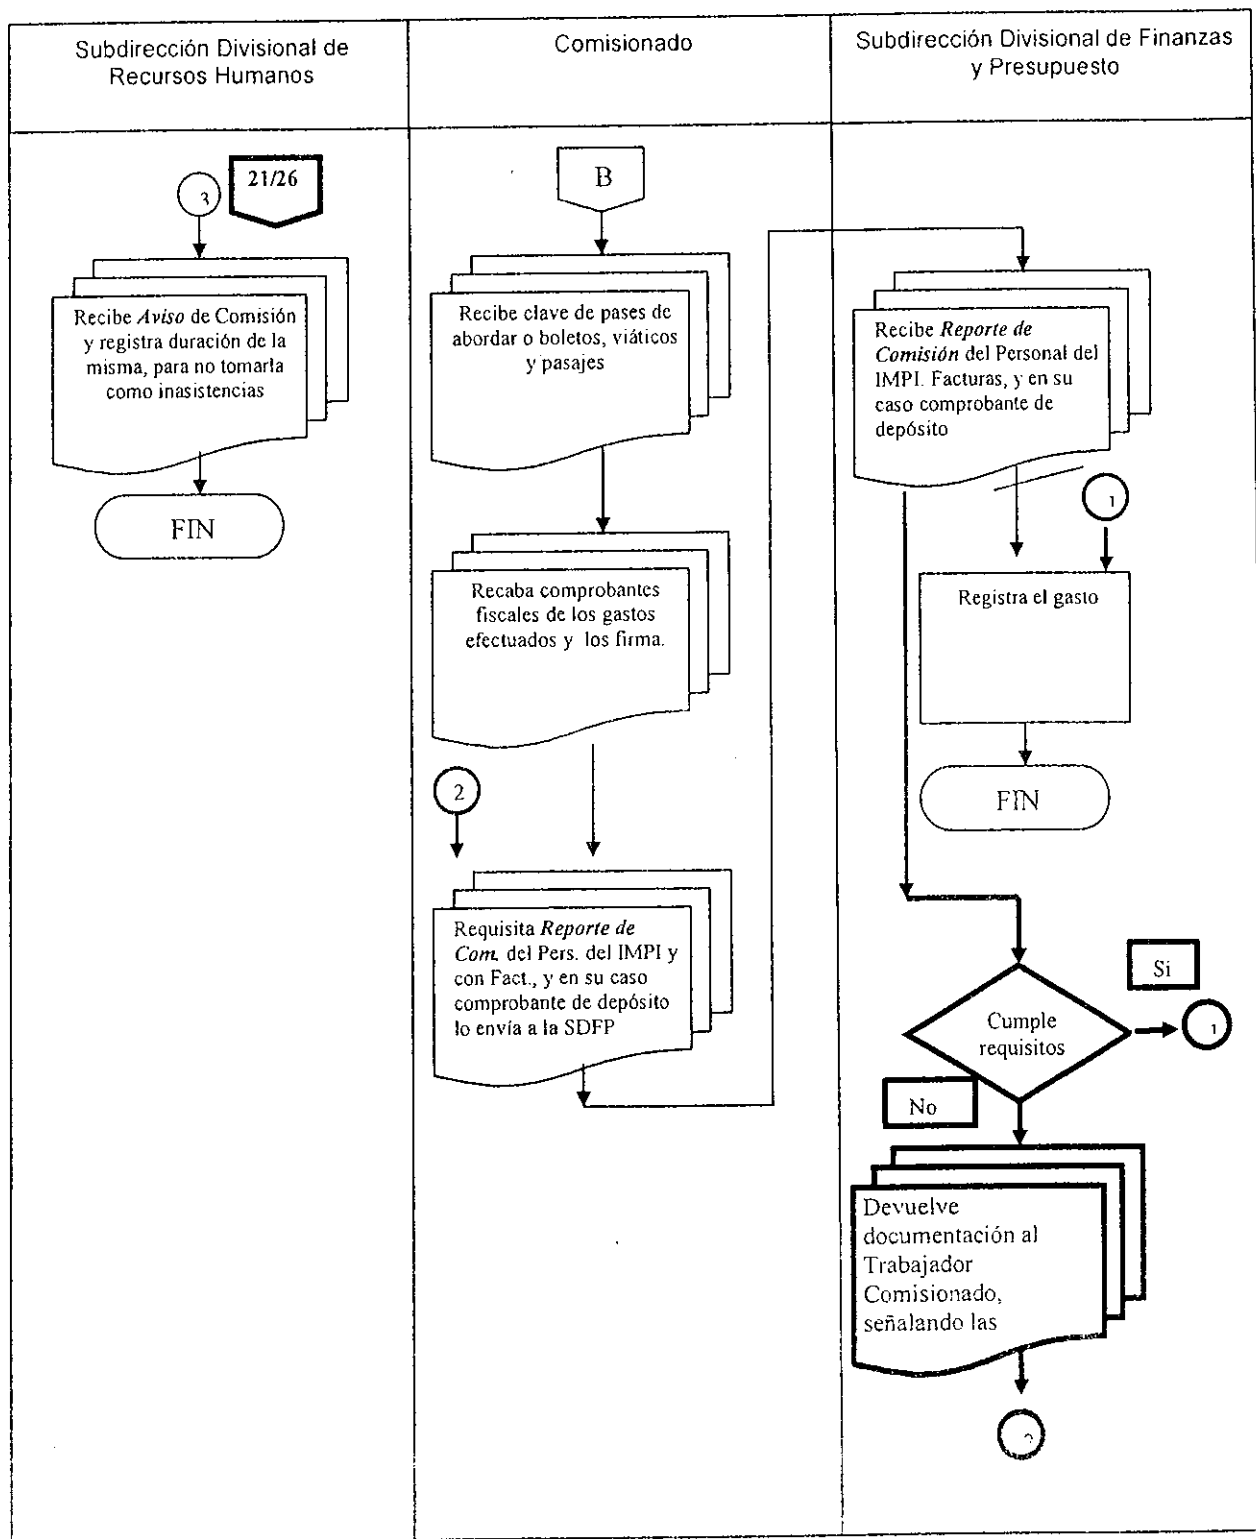 Subdirección Divisional de
Recursos Humanos
Comisionado
Subdirección Divisional de Finanzas
y Presupuesto
3
21/26
Recibe Aviso de Comisión
y registra duración de la
misma, para no tomarla
como inasistencias
FIN
B
Recibe clave de pases de
abordar o boletos, viáticos
y pasajes
Recaba comprobantes
fiscales de los gastos
efectuados y los firma.
2
Requisita Reporte de
Com. del Pers. del IMPI y
con Fact., y en su caso
comprobante de depósito
lo envía a la SDFP
Recibe Reporte de
Comisión del Personal del
IMPI. Facturas, y en su
caso comprobante de
depósito
1
Registra el gasto
FIN
Cumple
requisitos
Si
1
No
Devuelve
documentación al
Trabajador
Comisionado,
señalando las